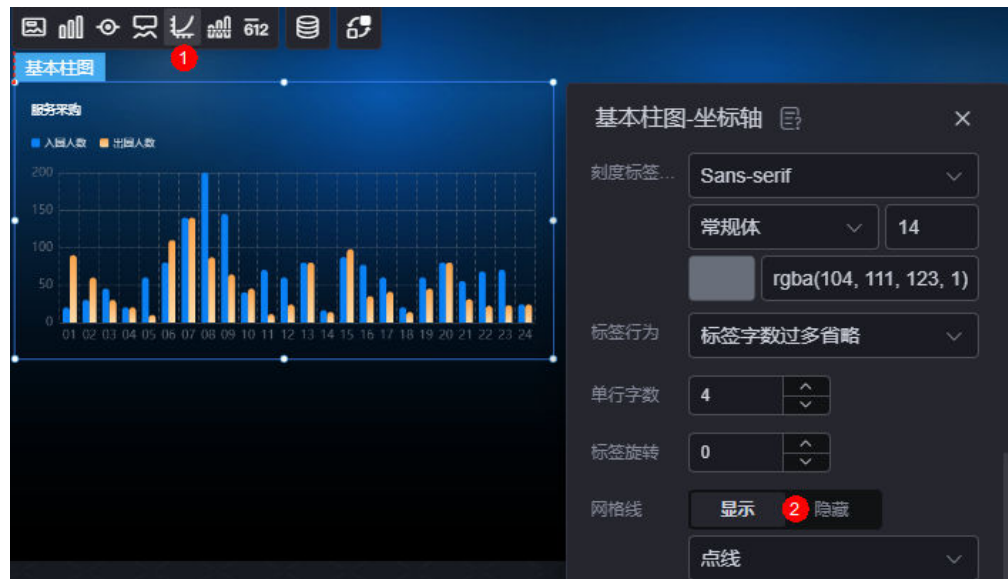 612
1
基本柱图
服务采购
入园人数 出园人数
200
150
100
50
0
01 02 03 04 05 06 07 08 09 10 11 12 13 14 15 16 17 18 19 20 21 22 23 24
基本柱图-坐标轴
刻度标签... Sans-serif
常规体 14
rgba(104, 111, 123, 1)
标签行为 标签字数过多省略
单行字数 4
标签旋转 0
网格线 显示 2 隐藏
点线